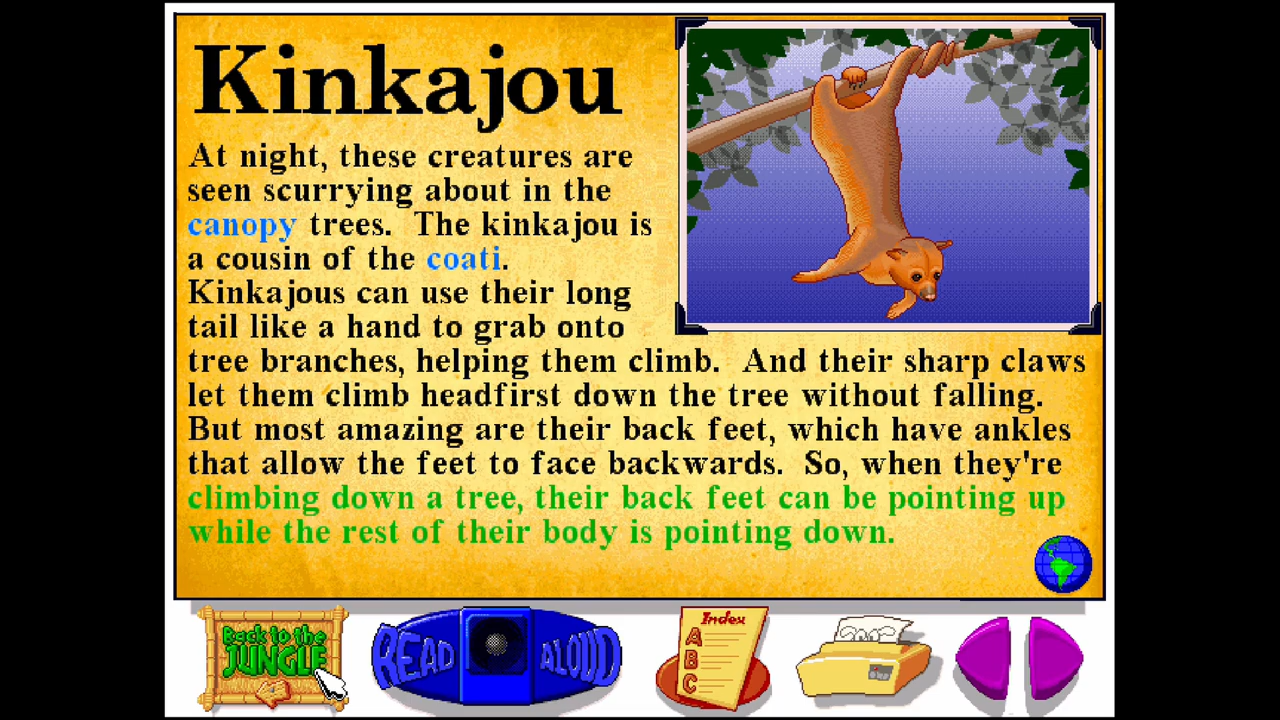 Kinkajou
At night, these creatures are
seen scurrying about in the
canopy trees.  The kinkajou is
a cousin of the coati.
Kinkajous can use their long
tail like a hand to grab onto
tree branches, helping them climb.  And their sharp claws
let them climb headfirst down the tree without falling.
But most amazing are their back feet, which have ankles
that allow the feet to face backwards.  So, when they're
climbing down a tree, their back feet can be pointing up
while the rest of their body is pointing down.
Back to the
JUNGLE
READ ALOUD
Index
A
B
C